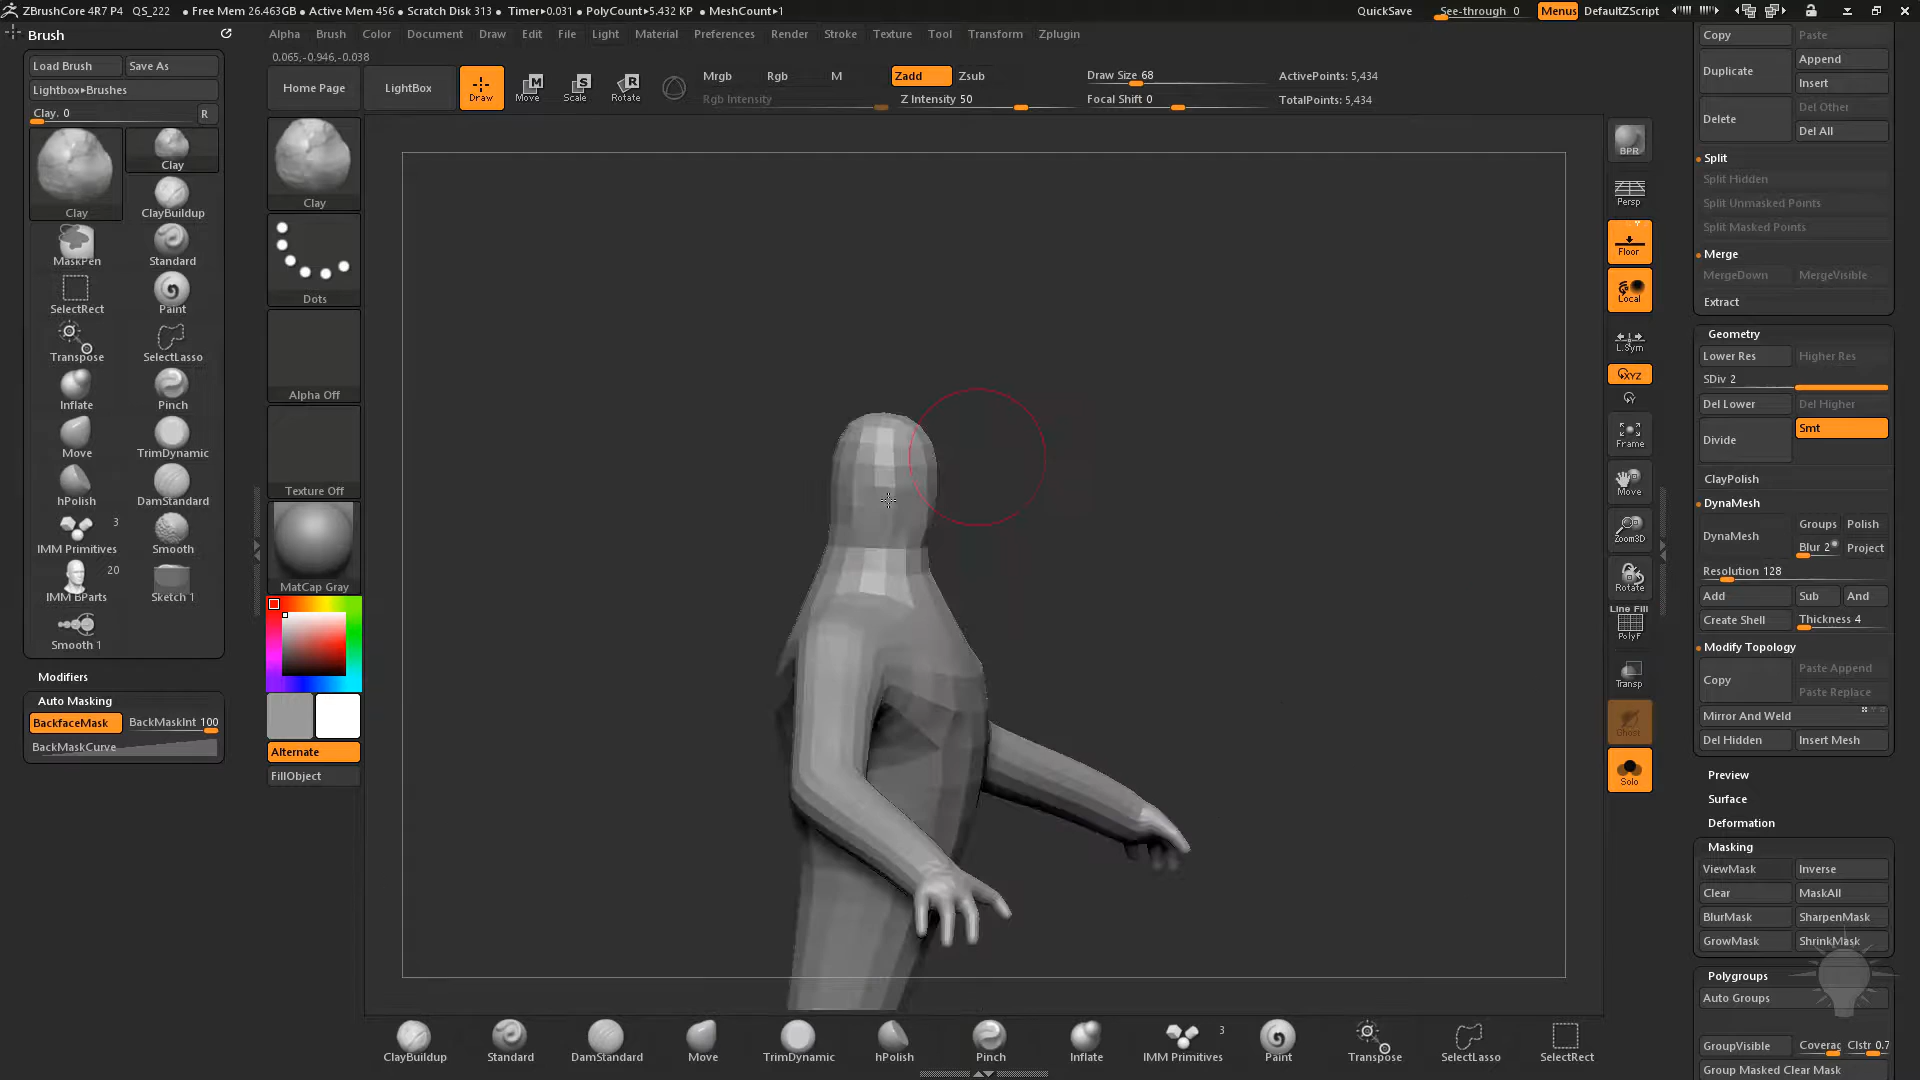 ZBrushCore 4R7 P4 QS_222 ● Free Mem 26.463GB ● Active Mem 456 ● Scratch Disk 313 ● Timer▸0.031 ● PolyCount▸5.432 KP ● MeshCount▸1 QuickSave See-through 0 Menus DefaultZScript
Brush
Alpha Brush Color Document Draw Edit File Light Layer Material Preferences Render Stroke Texture Tool Transform Zplugin
0.065,-0.946,-0.038
Load Brush Save As
Lightbox▸Brushes
Clay. 0 R
Clay
Clay
ClayBuildup
MaskPen Standard
SelectRect Paint
Transpose SelectLasso
Inflate Pinch
Move TrimDynamic
hPolish DamStandard
3
IMM Primitives Smooth
20
IMM BParts Sketch 1
Smooth 1
Modifiers
Auto Masking
BackfaceMask BackMaskInt 100
BackMaskCurve
Home Page LightBox Draw Move Scale Rotate
Mrgb Rgb M
Rgb Intensity
Zadd Zsub
Z Intensity 50
Draw Size 68
Focal Shift 0
ActivePoints: 5,434
TotalPoints: 5,434
Clay
Dots
Alpha Off
Texture Off
MatCap Gray
Alternate
FillObject
BPR
Persp
Floor
Local
L.Sym
XYZ
Y
Frame
Move
Zoom3D
Rotate
Line Fill
PolyF
Transp
Ghost
Solo
Copy Paste
Duplicate Append
Insert
Delete Del Other
Del All
Split
Split Hidden
Split Unmasked Points
Split Masked Points
Merge
MergeDown MergeVisible
Extract
Geometry
Lower Res Higher Res
SDiv 2
Del Lower Del Higher
Divide Smt
ClayPolish
DynaMesh
DynaMesh Groups Polish
Blur 2 Project
Resolution 128
Add Sub And
Create Shell Thickness 4
Modify Topology
Copy Paste Append
Paste Replace
Mirror And Weld
Del Hidden Insert Mesh
Preview
Surface
Deformation
Masking
ViewMask Inverse
Clear MaskAll
BlurMask SharpenMask
GrowMask ShrinkMask
Polygroups
Auto Groups
GroupVisible Coverag Clstr 0.7
Group Masked Clear Mask
3
ClayBuildup Standard DamStandard Move TrimDynamic hPolish Pinch Inflate IMM Primitives Paint Transpose SelectLasso SelectRect